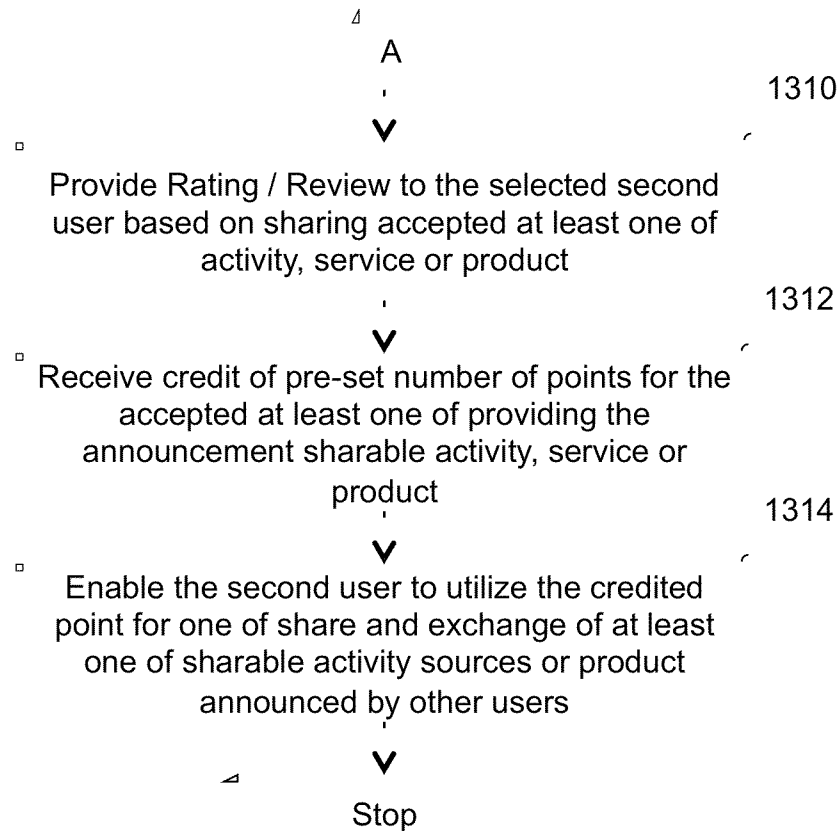 A
1310
Provide Rating / Review to the selected second
user based on sharing accepted at least one of
activity, service or product
1312
Receive credit of pre-set number of points for the
accepted at least one of providing the
announcement sharable activity, service or
product
1314
Enable the second user to utilize the credited
point for one of share and exchange of at least
one of sharable activity sources or product
announced by other users
Stop